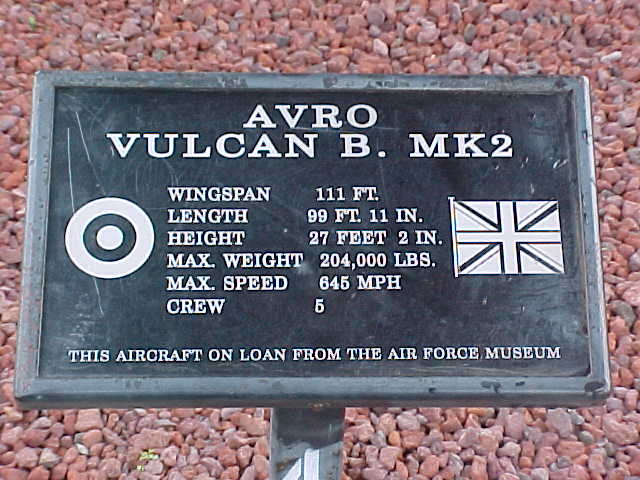 AVRO
VULCAN B. MK2
WINGSPAN 111 FT.
LENGTH 99 FT. 11 IN.
HEIGHT 27 FEET 2 IN.
MAX. WEIGHT 204,000 LBS.
MAX. SPEED 645 MPH
CREW 5
THIS AIRCRAFT ON LOAN FROM THE AIR FORCE MUSEUM